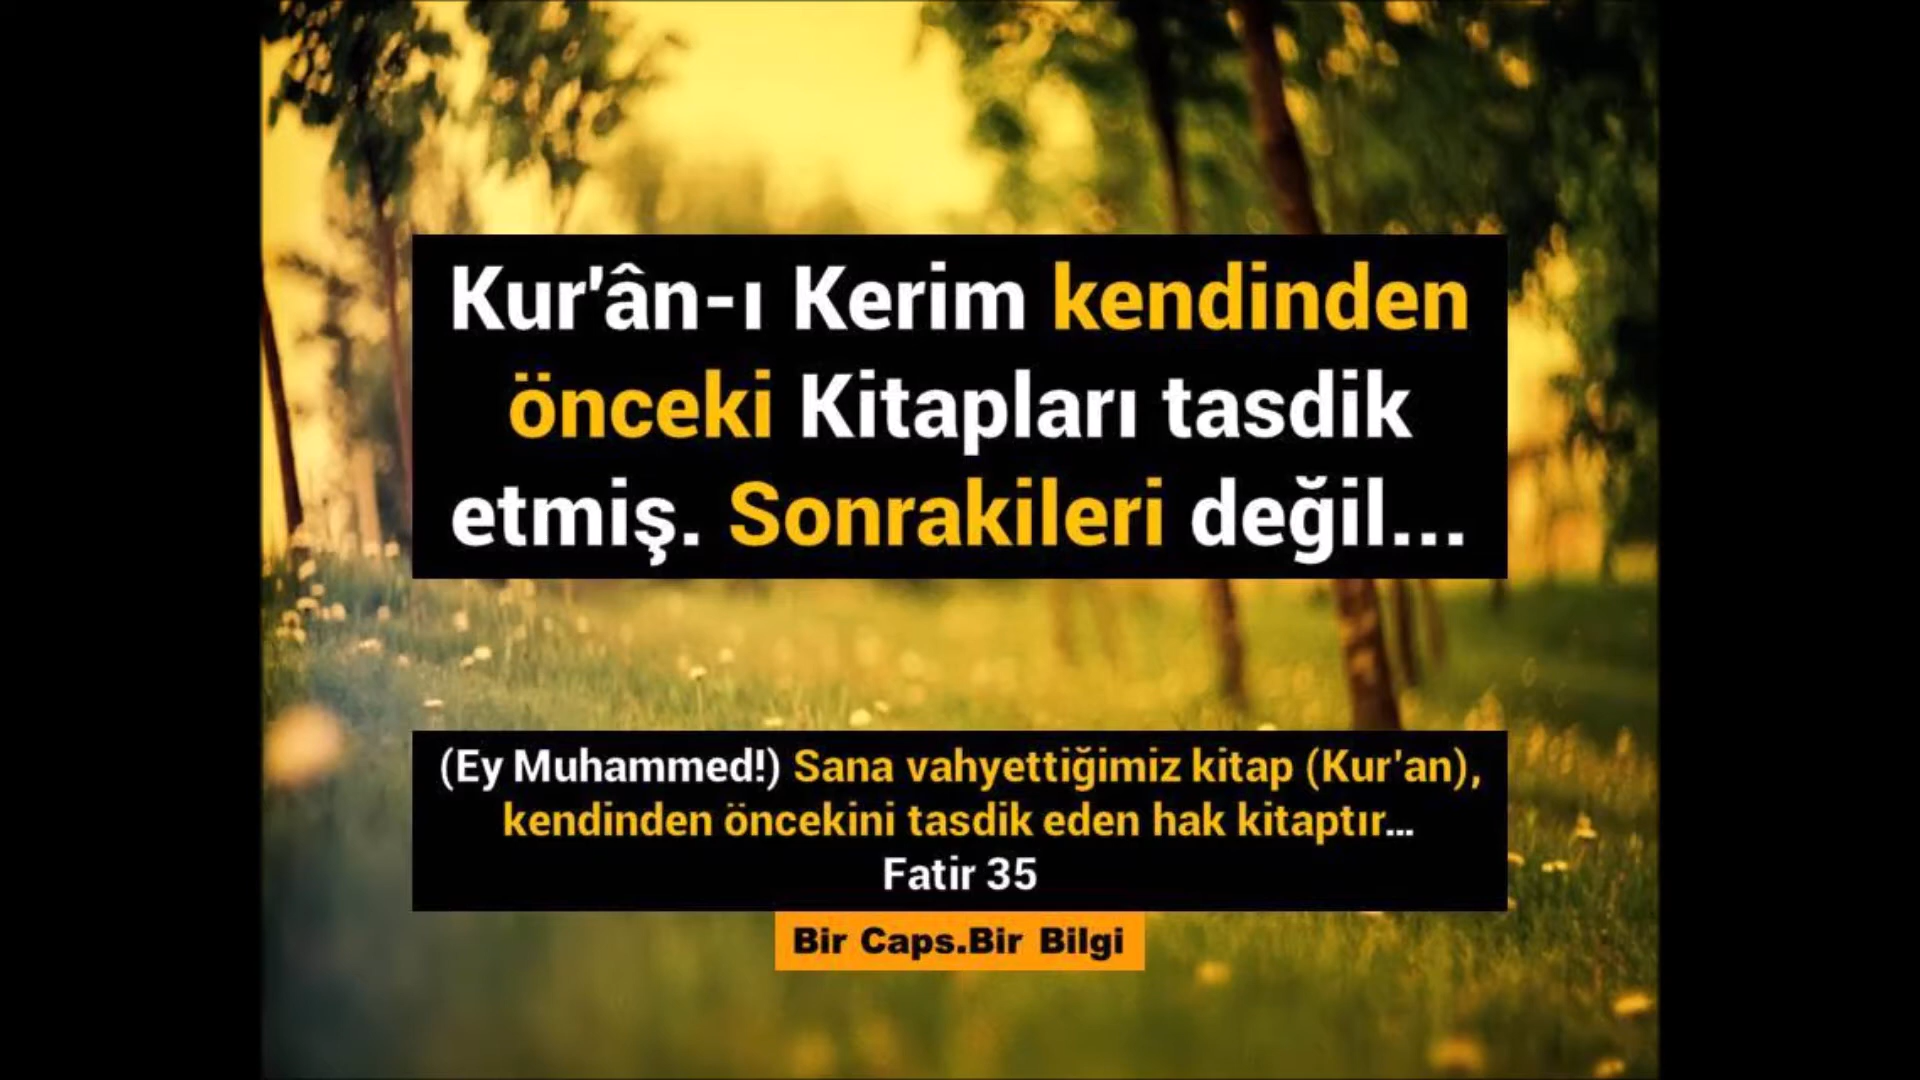 Kur'ân-ı Kerim kendinden
önceki Kitapları tasdik
etmiş. Sonrakileri değil...
(Ey Muhammed!) Sana vahyettiğimiz kitap (Kur'an),
kendinden öncekini tasdik eden hak kitaptır...
Fatir 35
Bir Caps.Bir Bilgi